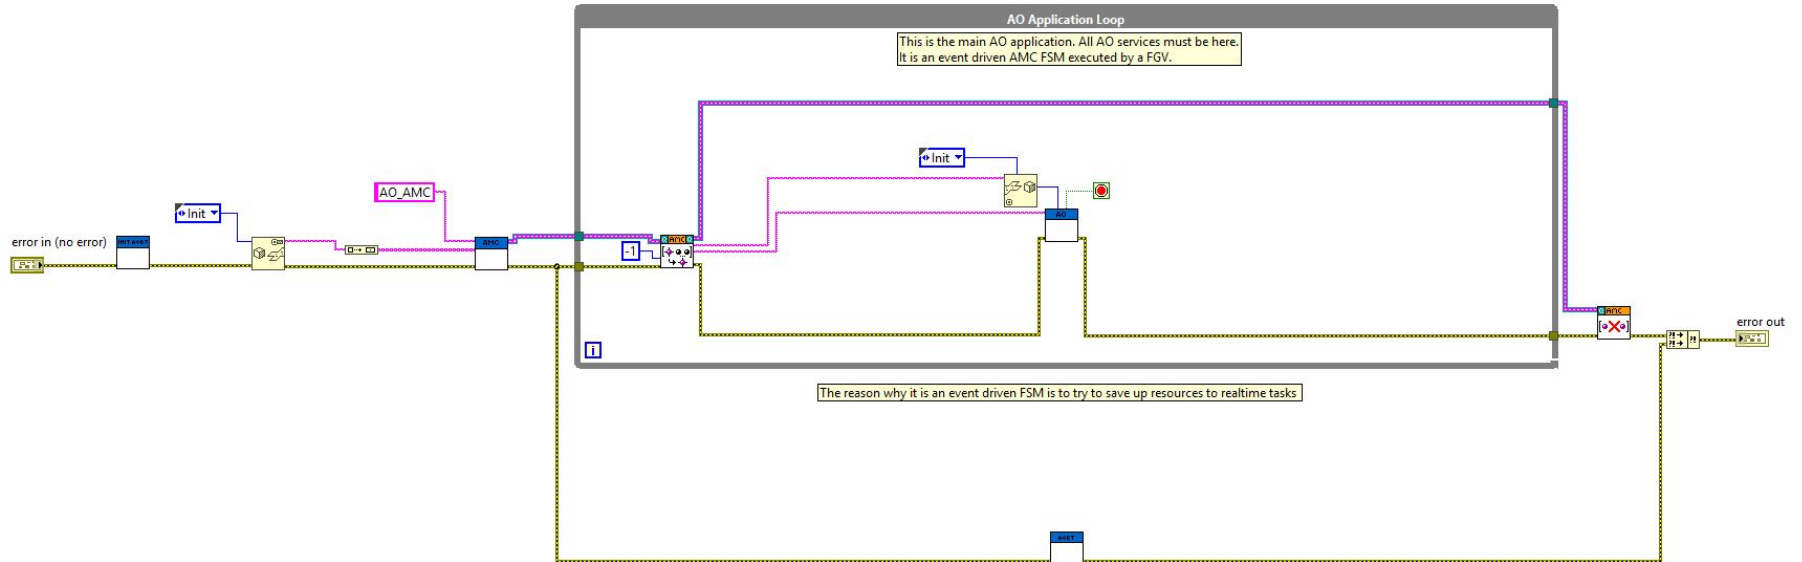 AO Application Loop
This is the main AO application. All AO services must be here.
It is an event driven AMC FSM executed by a FGV.
Init
AO_AMC
Init
AO
error in (no error)
INIT AORT
AMC
-1
AMC
i
AMC
error out
The reason why it is an event driven FSM is to try to save up resources to realtime tasks
AORT